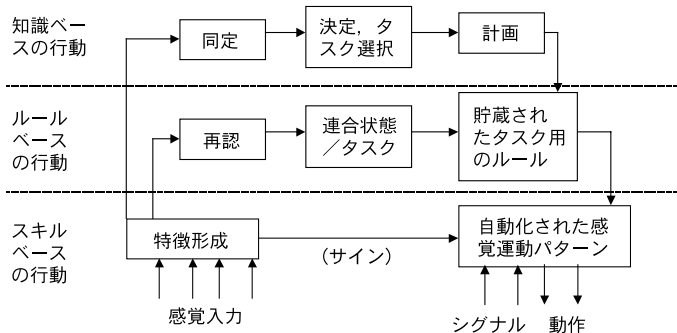 知識ベー
スの行動
同定
決定，タ
スク選択
計画
ルール
ベース
の行動
再認
連合状態
／タスク
貯蔵され
たタスク用
のルール
スキル
ベース
の行動
特徴形成
（サイン）
自動化された感
覚運動パターン
感覚入力
シグナル
動作